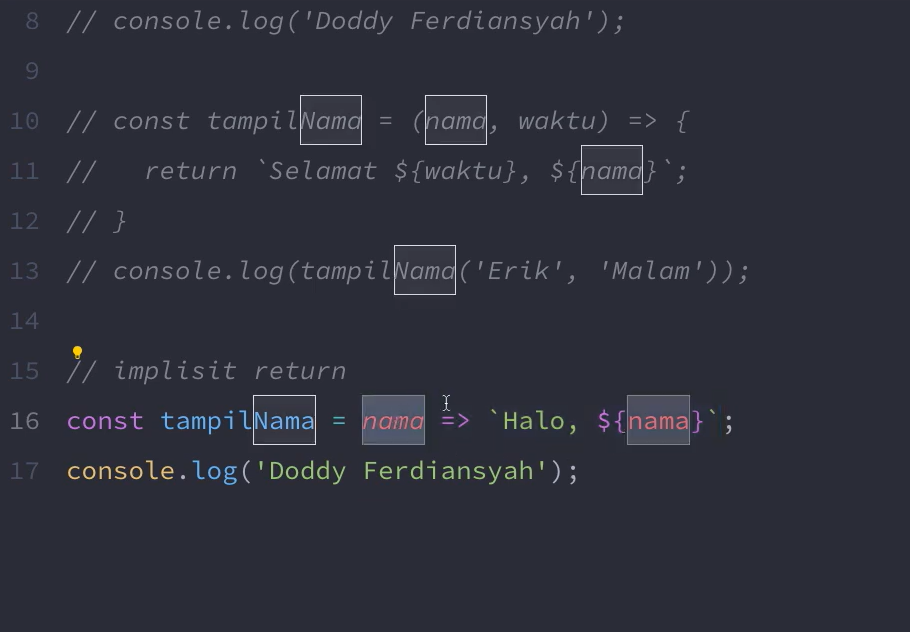 8 // console.log('Doddy Ferdiansyah');
9
10 // const tampilNama = (nama, waktu) => {
11 //   return `Selamat ${waktu}, ${nama}`;
12 // }
13 // console.log(tampilNama('Erik', 'Malam'));
14
15 // implisit return
16 const tampilNama = nama => `Halo, ${nama}`;
17 console.log('Doddy Ferdiansyah');